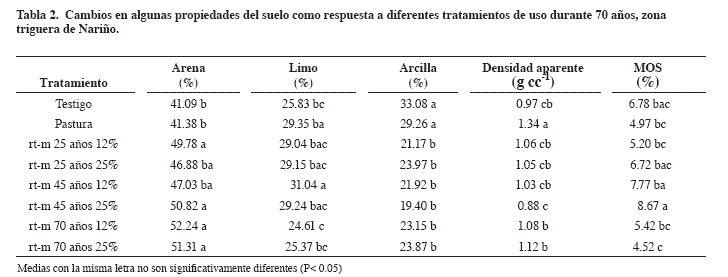 Tabla 2. Cambios en algunas propiedades del suelo como respuesta a diferentes tratamientos de uso durante 70 años, zona
triguera de Nariño.
Tratamiento Arena (%) Limo (%) Arcilla (%) Densidad aparente (g cc-1) MOS (%)
Testigo 41.09 b 25.83 bc 33.08 a 0.97 cb 6.78 bac
Pastura 41.38 b 29.35 ba 29.26 a 1.34 a 4.97 bc
rt-m 25 años 12% 49.78 a 29.04 bac 21.17 b 1.06 cb 5.20 bc
rt-m 25 años 25% 46.88 ba 29.15 bac 23.97 b 1.05 cb 6.72 bac
rt-m 45 años 12% 47.03 ba 31.04 a 21.92 b 1.03 cb 7.77 ba
rt-m 45 años 25% 50.82 a 29.24 bac 19.40 b 0.88 c 8.67 a
rt-m 70 años 12% 52.24 a 24.61 c 23.15 b 1.08 b 5.42 bc
rt-m 70 años 25% 51.31 a 25.37 bc 23.87 b 1.12 b 4.52 c
Medias con la misma letra no son significativamente diferentes (P< 0.05)